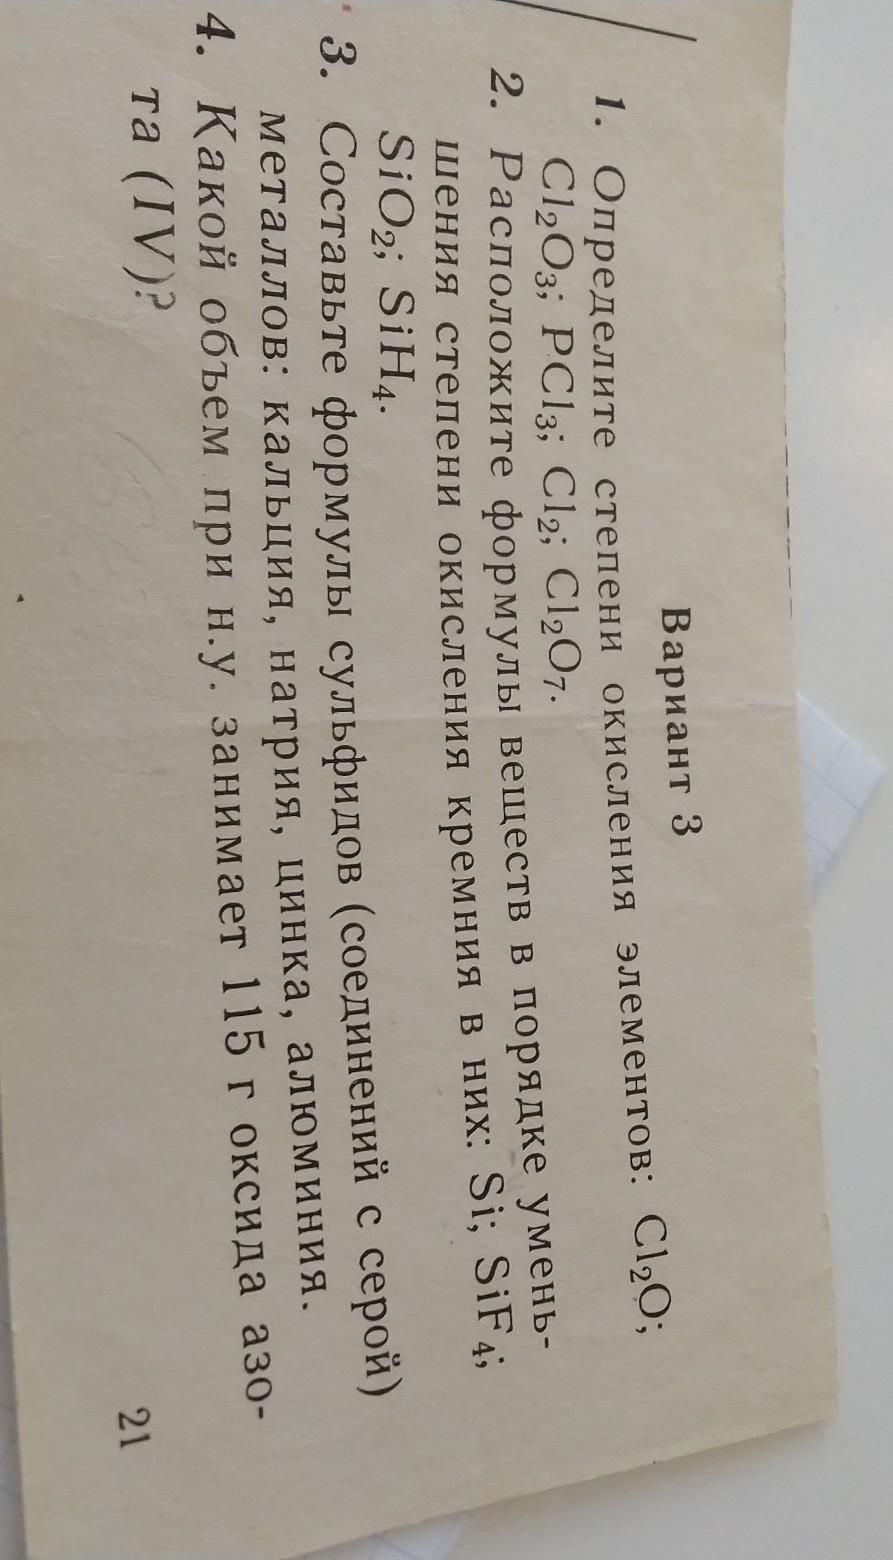 Вариант 3
1. Определите степени окисления элементов: Cl₂O;
Cl₂O₃; PCl₃; Cl₂; Cl₂O₇.
2. Расположите формулы веществ в порядке умень-
шения степени окисления кремния в них: Si; SiF₄;
SiO₂; SiH₄.
3. Составьте формулы сульфидов (соединений с серой)
металлов: кальция, натрия, цинка, алюминия.
4. Какой объем при н.у. занимает 115 г оксида азо-
та (IV)?
21